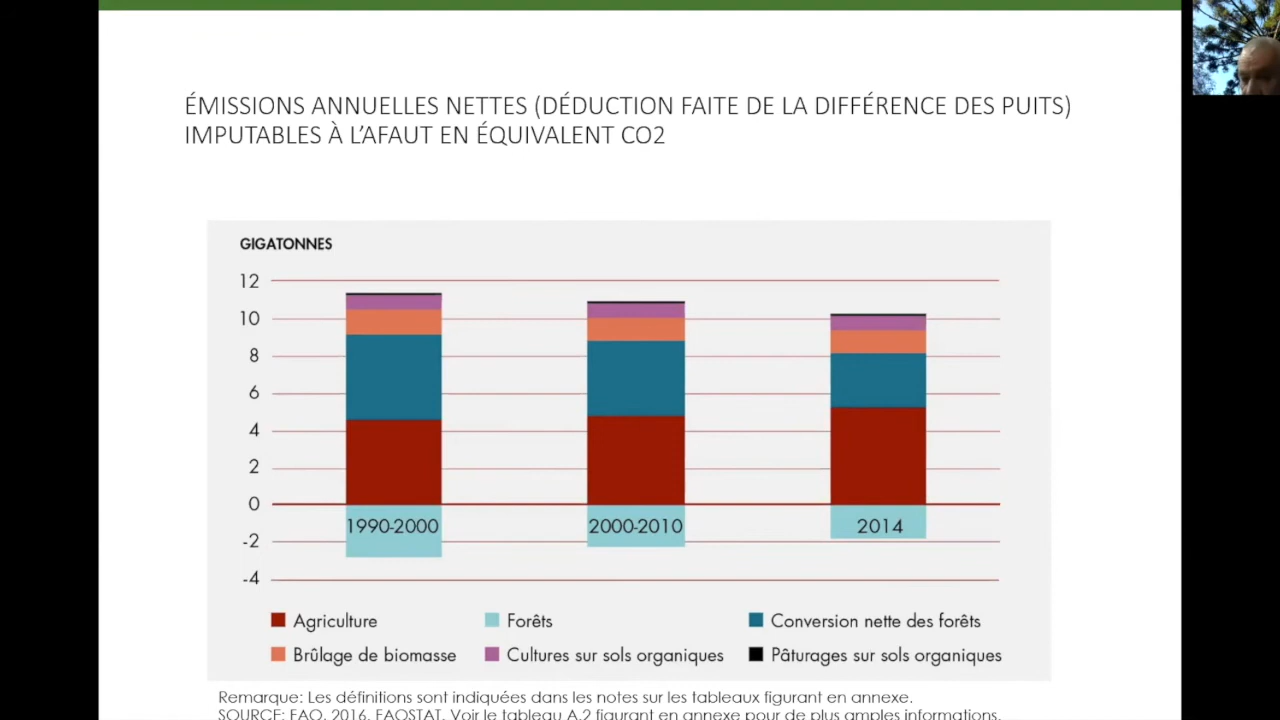 ÉMISSIONS ANNUELLES NETTES (DÉDUCTION FAITE DE LA DIFFÉRENCE DES PUITS)
IMPUTABLES À L’AFAUT EN ÉQUIVALENT CO2
GIGATONNES
12
10
8
6
4
2
0
-2
-4
1990-2000 2000-2010 2014
Agriculture Forêts Conversion nette des forêts
Brûlage de biomasse Cultures sur sols organiques Pâturages sur sols organiques
Remarque: Les définitions sont indiquées dans les notes sur les tableaux figurant en annexe.
SOURCE: FAO, 2016. FAOSTAT. Voir le tableau A.2 figurant en annexe pour de plus amples informations.